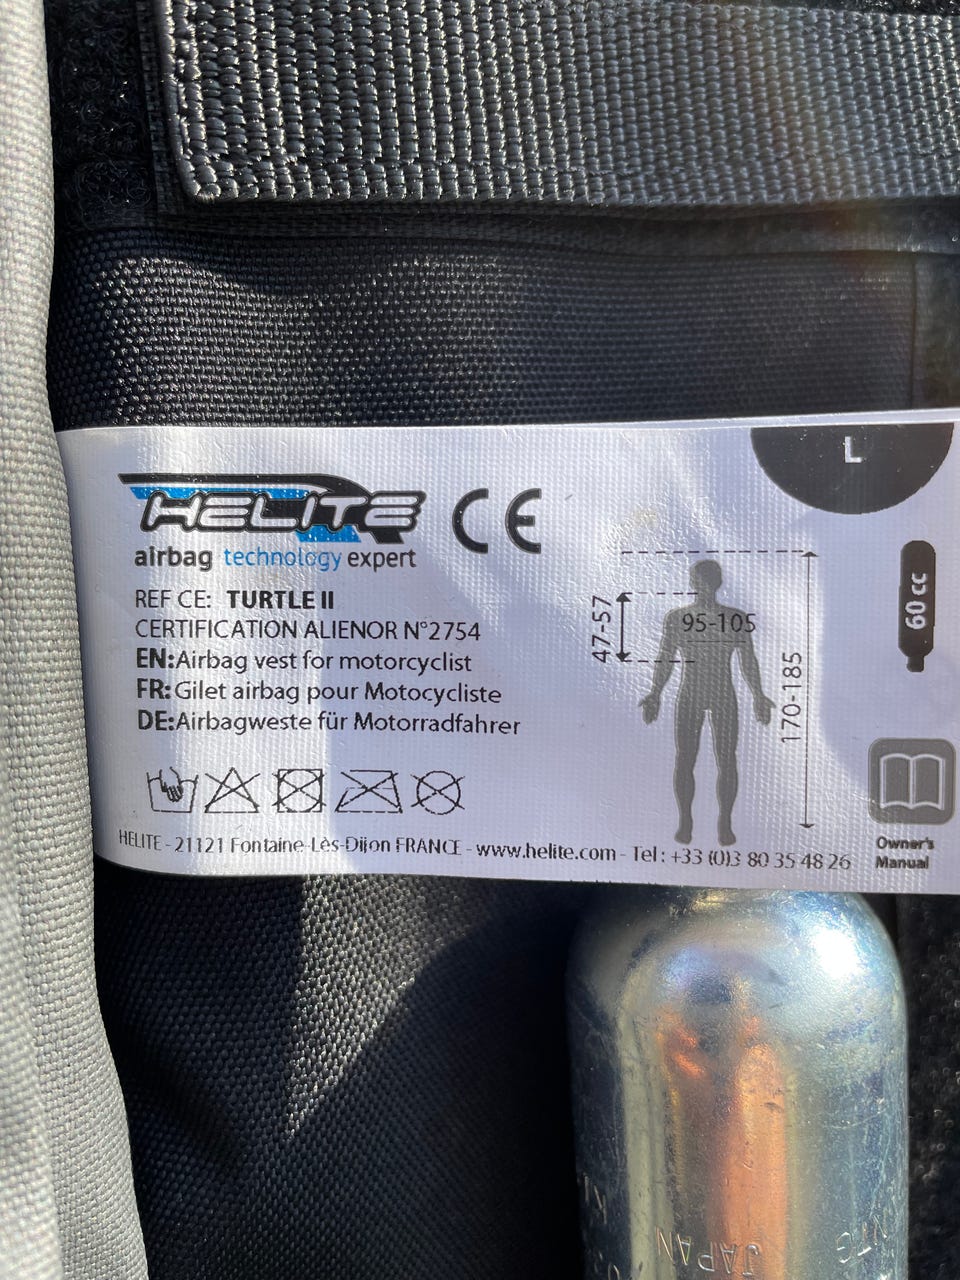 L
HELITE
airbag technology expert
CE
REF CE: TURTLE II
CERTIFICATION ALIENOR N°2754
EN:Airbag vest for motorcyclist
FR:Gilet airbag pour Motocycliste
DE:Airbagweste für Motorradfahrer
47-57
95-105
170-185
60 cc
Owner's
Manual
HELITE - 21121 Fontaine-Lès-Dijon FRANCE - www.helite.com - Tel : +33 (0)3 80 35 48 26
JAPAN